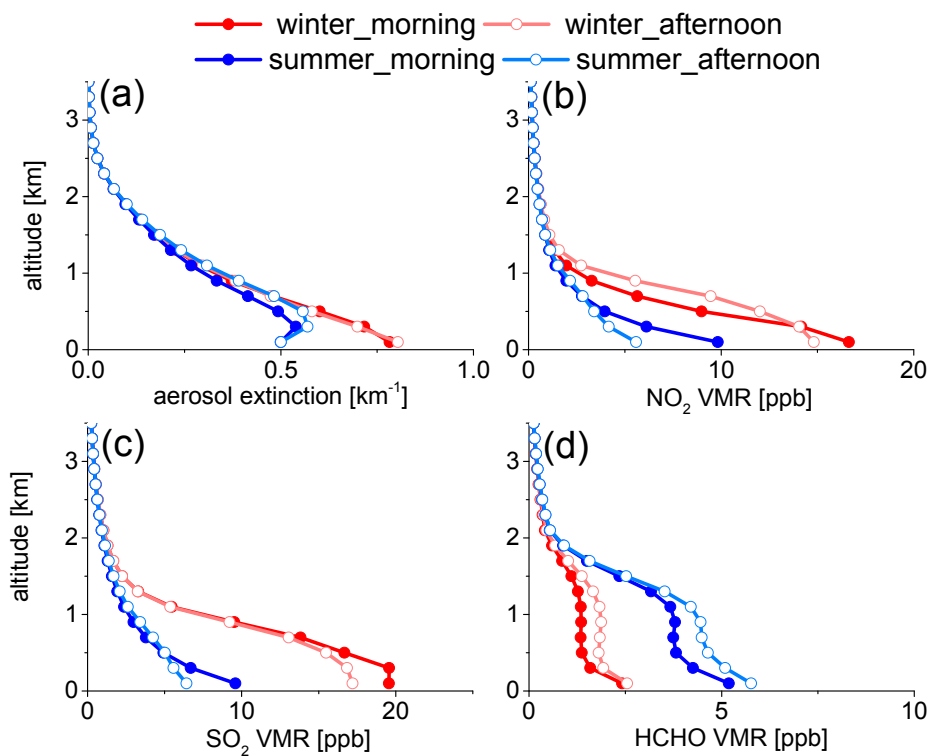 winter_morning winter_afternoon
summer_morning summer_afternoon
(a) (b)
altitude [km]
3
2
1
0
0.0 0.5 1.0
aerosol extinction [km⁻¹]
3
2
1
0
0 10 20
NO₂ VMR [ppb]
(c) (d)
altitude [km]
3
2
1
0
0 10 20 25
SO₂ VMR [ppb]
3
2
1
0
0 5 10
HCHO VMR [ppb]